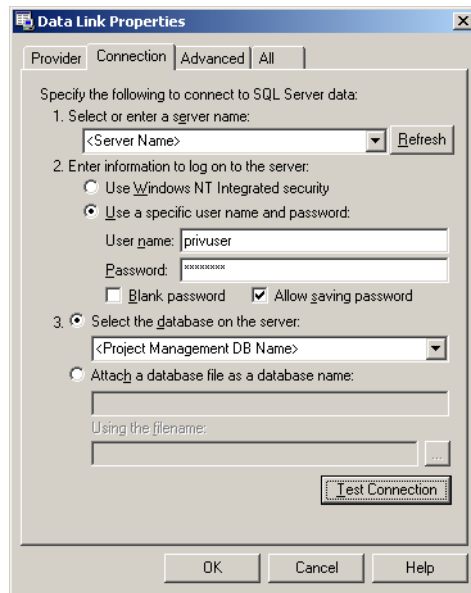 Data Link Properties
Provider Connection Advanced All
Specify the following to connect to SQL Server data:
1. Select or enter a server name:
<Server Name> Refresh
2. Enter information to log on to the server:
Use Windows NT Integrated security
Use a specific user name and password:
User name: privuser
Password: ********
Blank password Allow saving password
3. Select the database on the server:
<Project Management DB Name>
Attach a database file as a database name:
Using the filename:
...
Test Connection
OK Cancel Help